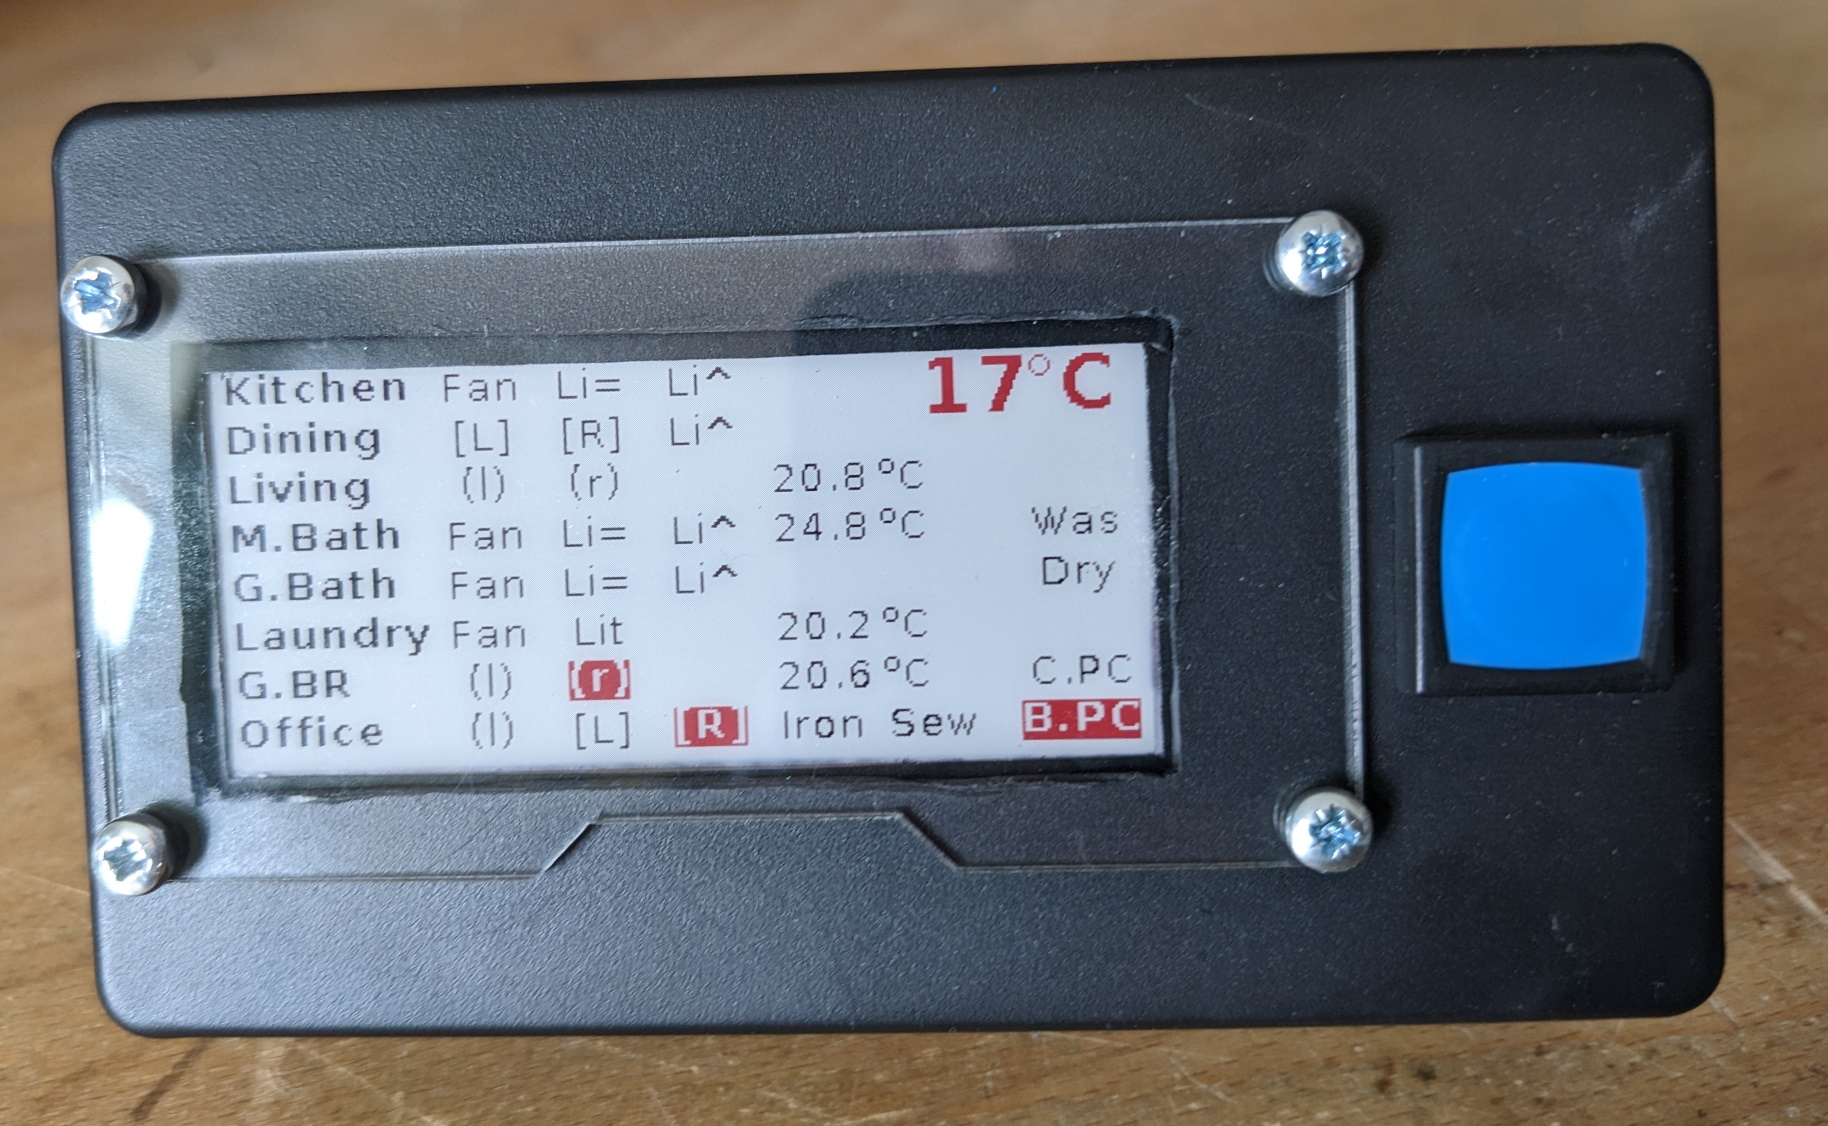 Kitchen Fan Li= Li^ 17°C
Dining [L] [R] Li^
Living (l) (r) 20.8°C
M.Bath Fan Li= Li^ 24.8°C Was
G.Bath Fan Li= Li^ Dry
Laundry Fan Lit 20.2°C
G.BR (l) (r) 20.6°C C.PC
Office (l) [L] [R] Iron Sew B.PC